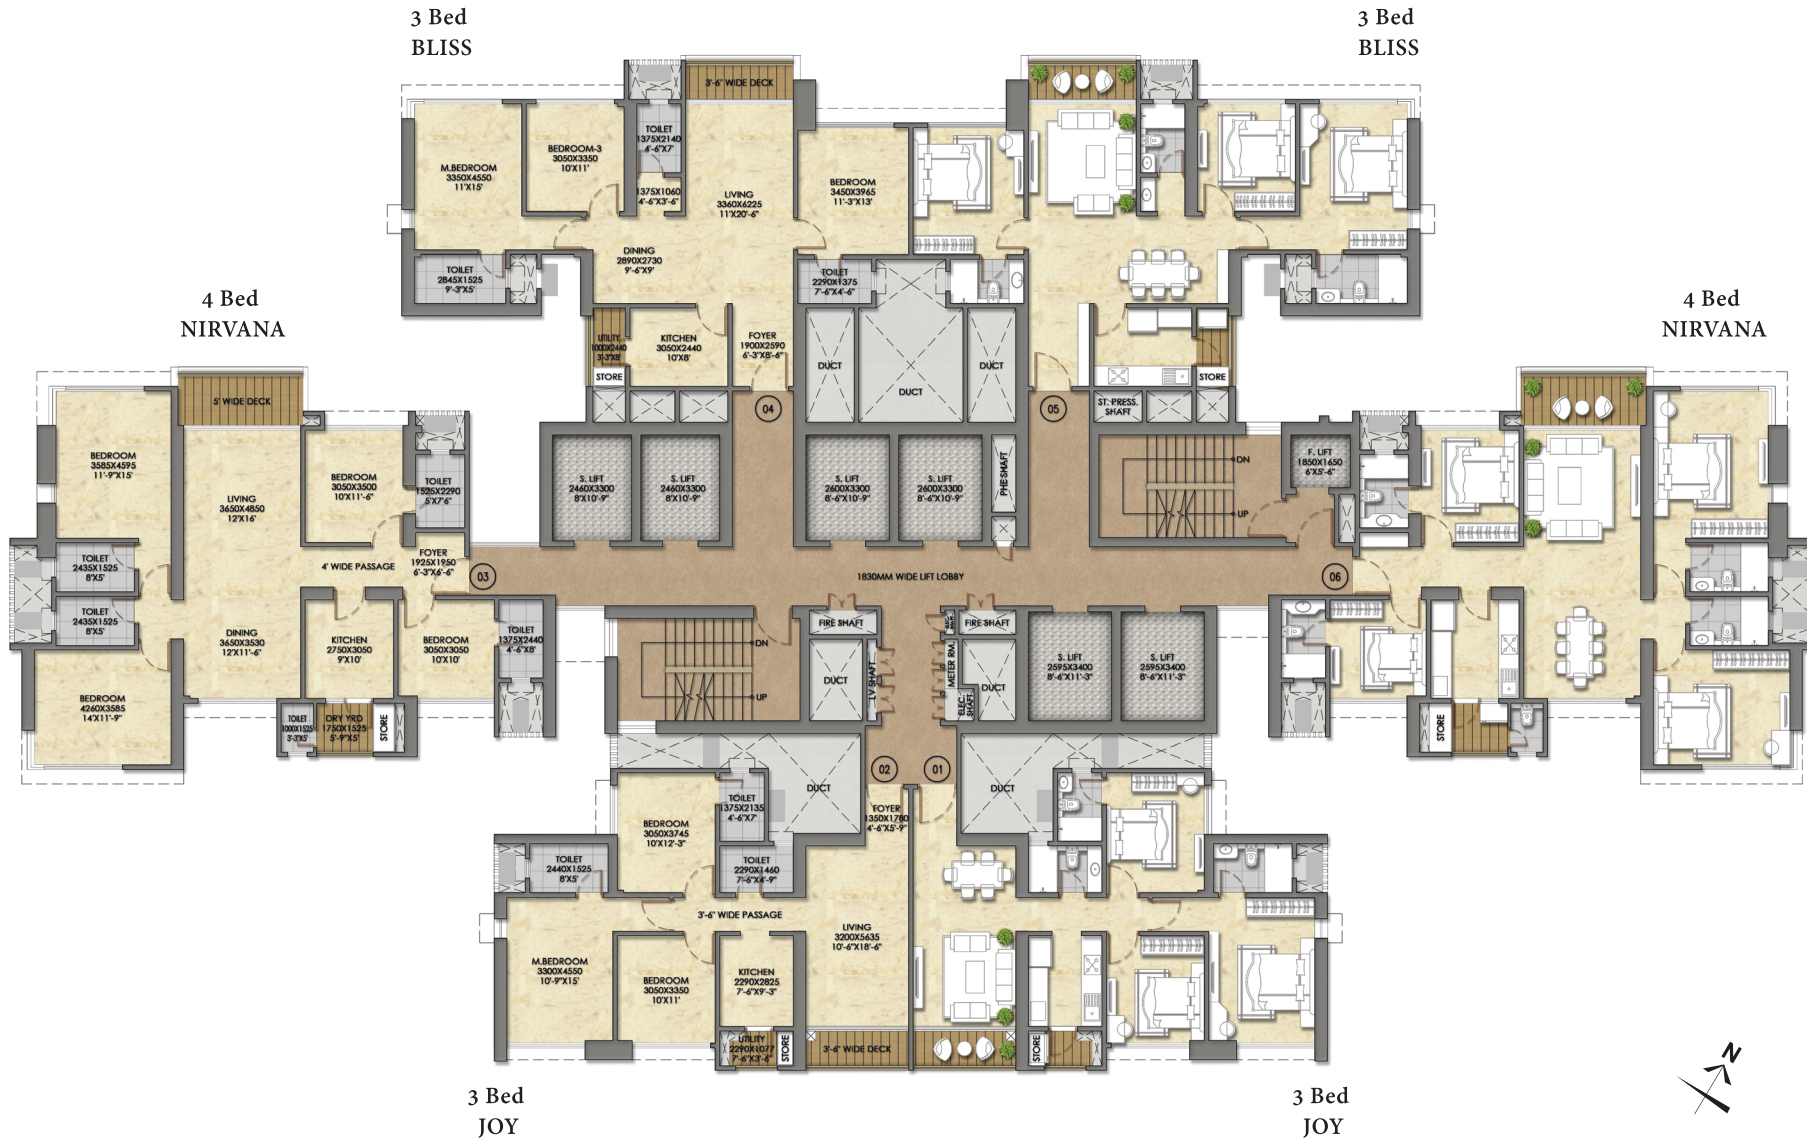 3 Bed
BLISS
3 Bed
BLISS
4 Bed
NIRVANA
4 Bed
NIRVANA
3'-6" WIDE DECK
M.BEDROOM
3350X4550
11'X15'
BEDROOM-3
3050X3350
10'X11'
TOILET
1375X2140
4'-6"X7'
1375X1060
4'-6"X3'-6"
LIVING
3360X6225
11'X20'-6"
BEDROOM
3450X3965
11'-3"X13'
DINING
2890X2730
9'-6"X9'
TOILET
2845X1525
9'-3"X5'
TOILET
2290X1375
7'-6"X4'-6"
UTILITY
1000X2440
3'-3"X8'
STORE
KITCHEN
3050X2440
10'X8'
FOYER
1900X2590
6'-3"X8'-6"
DUCT
DUCT
DUCT
STORE
ST. PRESS.
SHAFT
04
05
5' WIDE DECK
BEDROOM
3585X4595
11'-9"X15'
LIVING
3650X4850
12'X16'
BEDROOM
3050X3500
10'X11'-6"
TOILET
1525X2290
5'X7'6"
FOYER
1925X1950
6'-3"X6'-6"
4' WIDE PASSAGE
TOILET
2435X1525
8'X5'
TOILET
2435X1525
8'X5'
DINING
3650X3530
12'X11'-6"
KITCHEN
2750X3050
9'X10'
BEDROOM
3050X3050
10'X10'
TOILET
1375X2440
4'-6"X8'
BEDROOM
4260X3585
14'X11'-9"
TOILET
1000X1525
3'-3"X5'
DRY YRD
1750X1525
5'-9"X5'
STORE
03
S. LIFT
2460X3300
8'X10'-9"
S. LIFT
2460X3300
8'X10'-9"
S. LIFT
2600X3300
8'-6"X10'-9"
S. LIFT
2600X3300
8'-6"X10'-9"
PHE SHAFT
DN
UP
F. LIFT
1850X1650
6'X5'-6"
1830MM WIDE LIFT LOBBY
06
DN
UP
FIRE SHAFT
DUCT
LV SHAFT
FIRE SHAFT
METER RM.
ELEC.
SHAFT
DUCT
S. LIFT
2595X3400
8'-6"X11'-3"
S. LIFT
2595X3400
8'-6"X11'-3"
STORE
02
01
DUCT
DUCT
FOYER
1350X1780
4'-6"X5'-9"
BEDROOM
3050X3745
10'X12'-3"
TOILET
1375X2135
4'-6"X7'
TOILET
2440X1525
8'X5'
TOILET
2290X1460
7'-6"X4'-9"
3'-6" WIDE PASSAGE
LIVING
3200X5635
10'-6"X18'-6"
M.BEDROOM
3300X4550
10'-9"X15'
BEDROOM
3050X3350
10'X11'
KITCHEN
2290X2825
7'-6"X9'-3"
UTILITY
2290X1077
7'-6"X3'-6"
STORE
3'-6" WIDE DECK
STORE
N
3 Bed
JOY
3 Bed
JOY